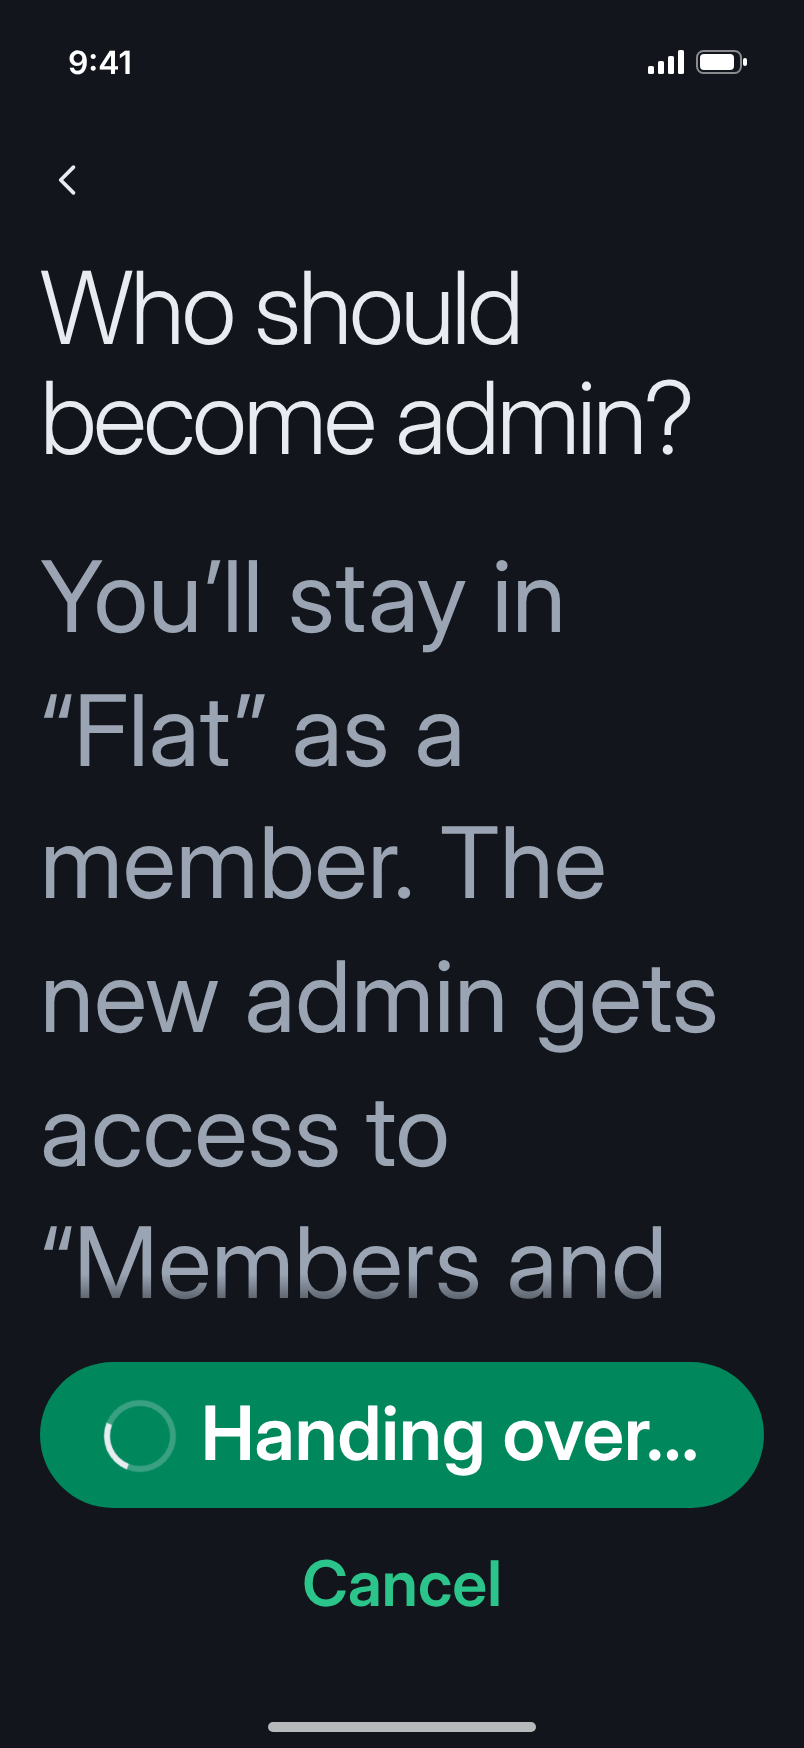 9:41
Who should
become admin?
You’ll stay in
“Flat” as a
member. The
new admin gets
access to
“Members and
Handing over...
Cancel